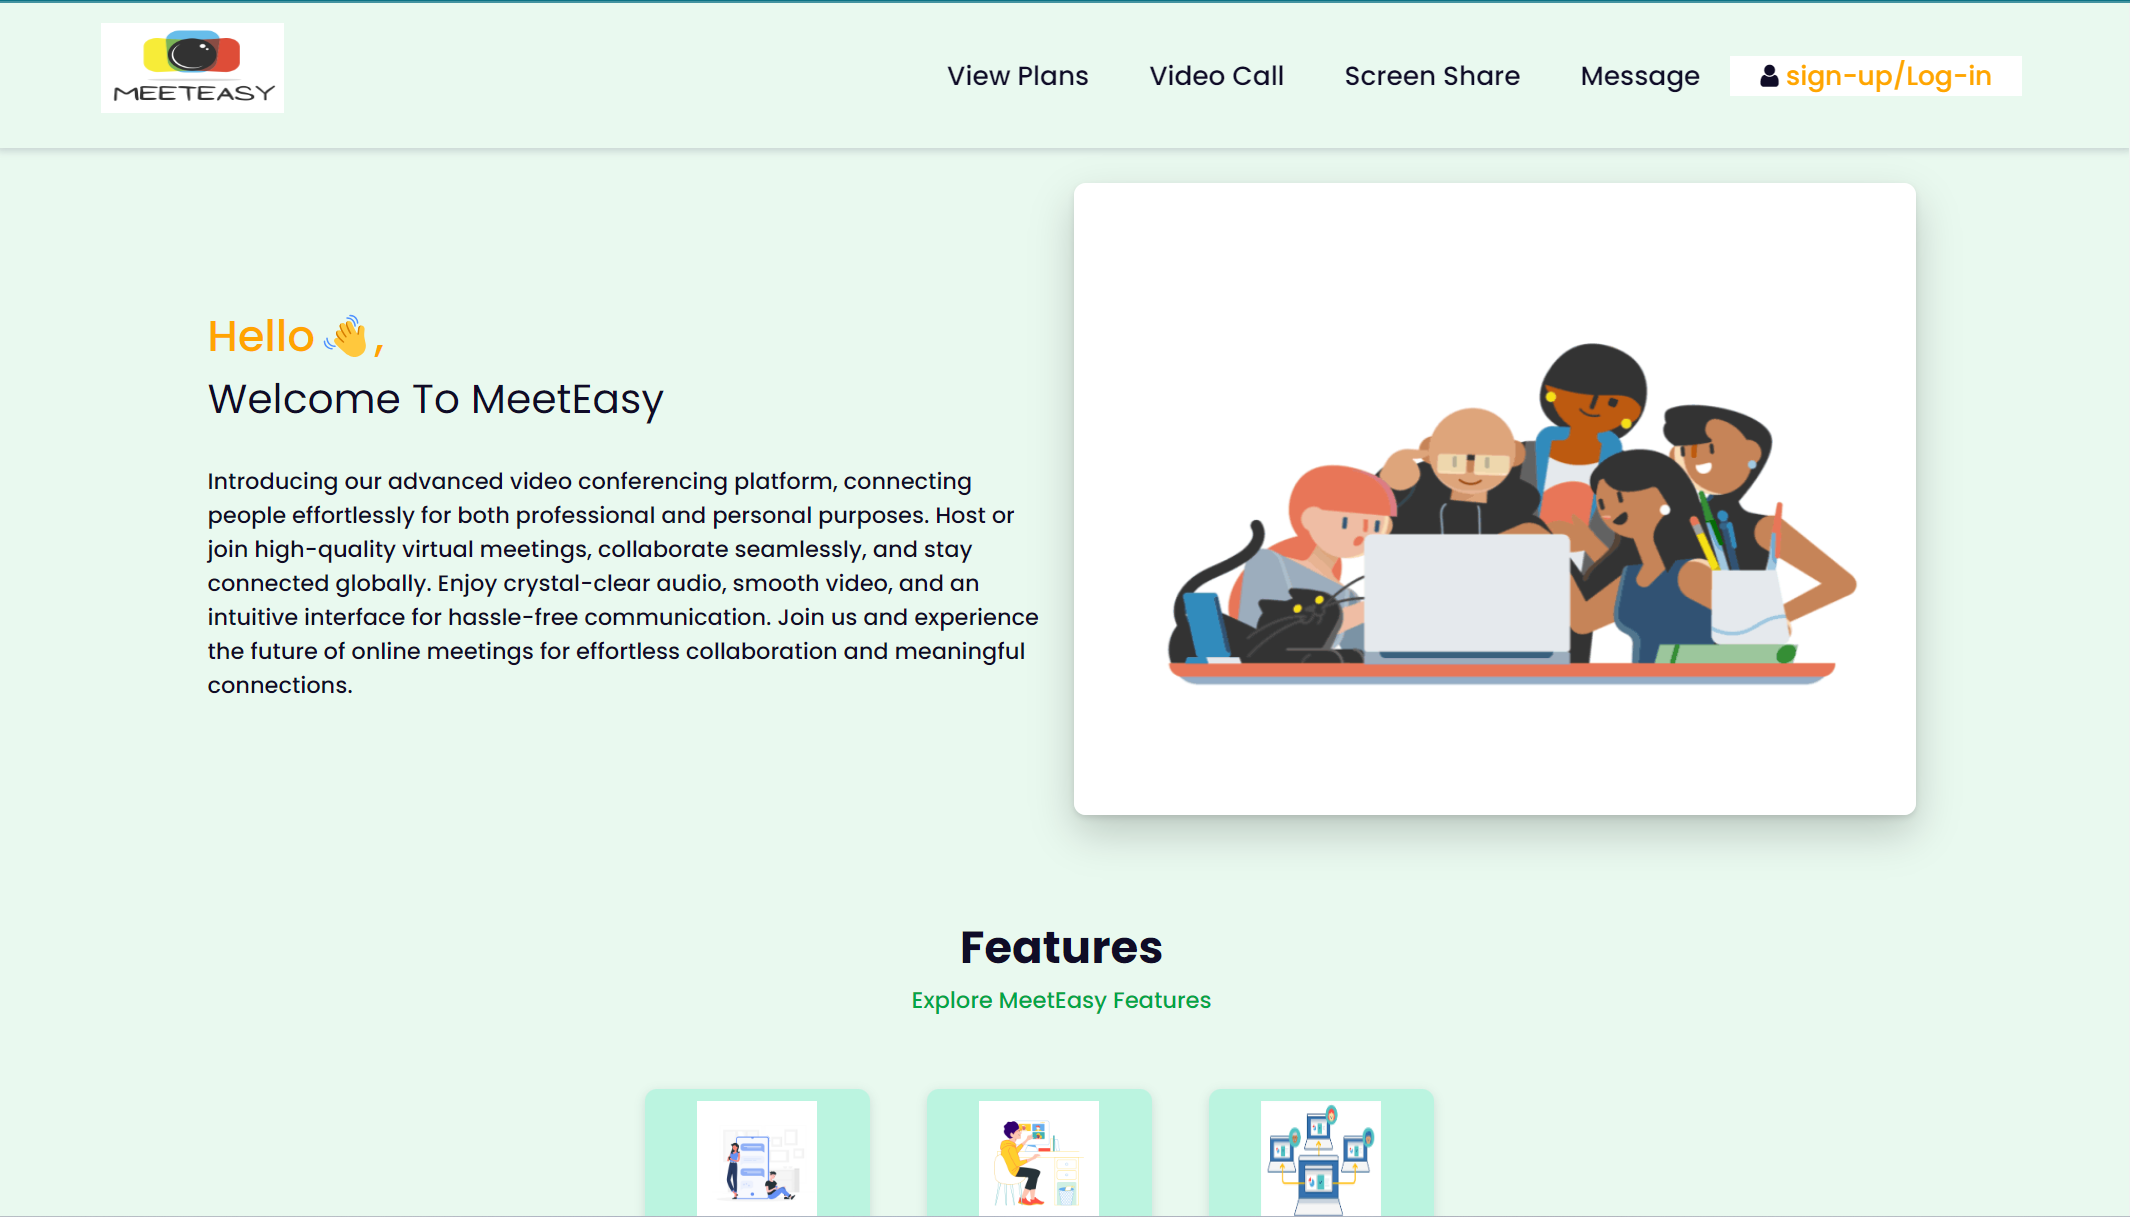 MEETEASY
View Plans
Video Call
Screen Share
Message
sign-up/Log-in
Hello 👋,
Welcome To MeetEasy
Introducing our advanced video conferencing platform, connecting
people effortlessly for both professional and personal purposes. Host or
join high-quality virtual meetings, collaborate seamlessly, and stay
connected globally. Enjoy crystal-clear audio, smooth video, and an
intuitive interface for hassle-free communication. Join us and experience
the future of online meetings for effortless collaboration and meaningful
connections.
Features
Explore MeetEasy Features